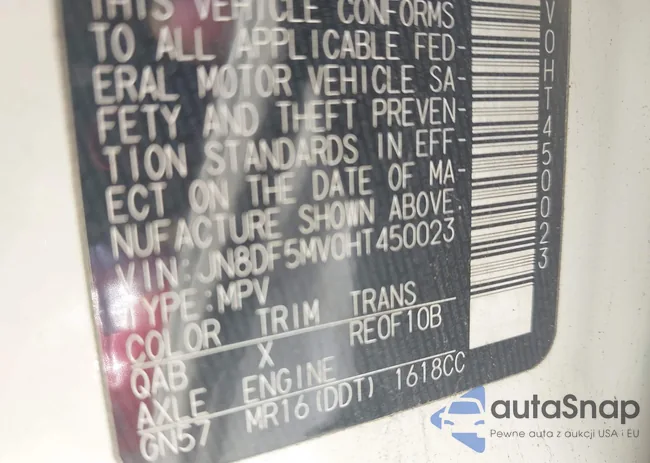 THIS VEHICLE CONFORMS
TO ALL APPLICABLE FED-
ERAL MOTOR VEHICLE SA-
FETY AND THEFT PREVEN-
TION STANDARDS IN EFF-
ECT ON THE DATE OF MA-
NUFACTURE SHOWN ABOVE.
VIN:JN8DF5MV0HT450023
TYPE:MPV
COLOR TRIM TRANS
QAB X RE0F10B
AXLE ENGINE
GN57 MR16(DDT) 1618CC
V0HT450023
autaSnap
Pewne auta z aukcji USA i EU